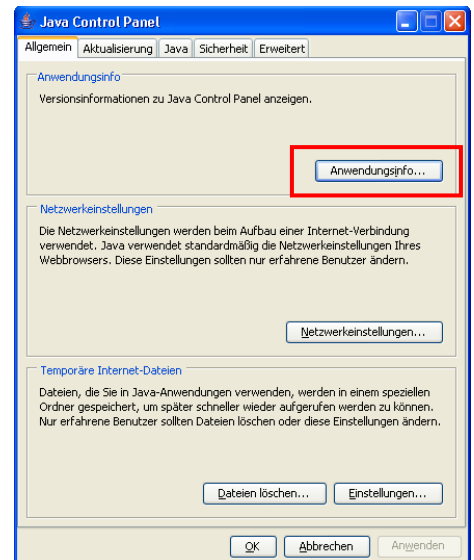 Java Control Panel
Allgemein Aktualisierung Java Sicherheit Erweitert
Anwendungsinfo
Versionsinformationen zu Java Control Panel anzeigen.
Anwendungsinfo...
Netzwerkeinstellungen
Die Netzwerkeinstellungen werden beim Aufbau einer Internet-Verbindung
verwendet. Java verwendet standardmäßig die Netzwerkeinstellungen Ihres
Webbrowsers. Diese Einstellungen sollten nur erfahrene Benutzer ändern.
Netzwerkeinstellungen...
Temporäre Internet-Dateien
Dateien, die Sie in Java-Anwendungen verwenden, werden in einem speziellen
Ordner gespeichert, um später schneller wieder aufgerufen werden zu können.
Nur erfahrene Benutzer sollten Dateien löschen oder diese Einstellungen ändern.
Dateien löschen... Einstellungen...
OK Abbrechen Anwenden